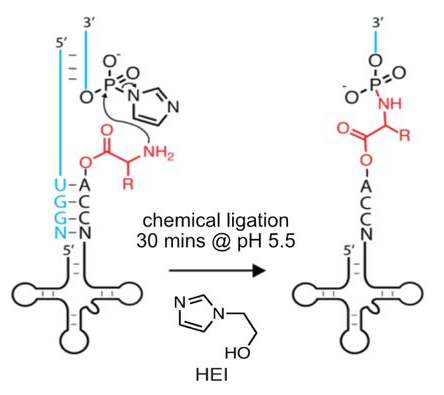 3'
5'
O-
P
O
O
N
N
O
NH2
O
R
U A
G C
G C
N N
5'
chemical ligation
30 mins @ pH 5.5
N
N
HO
HEI
3'
O
-O
P
O
NH
O
R
O
A
C
C
N
5'